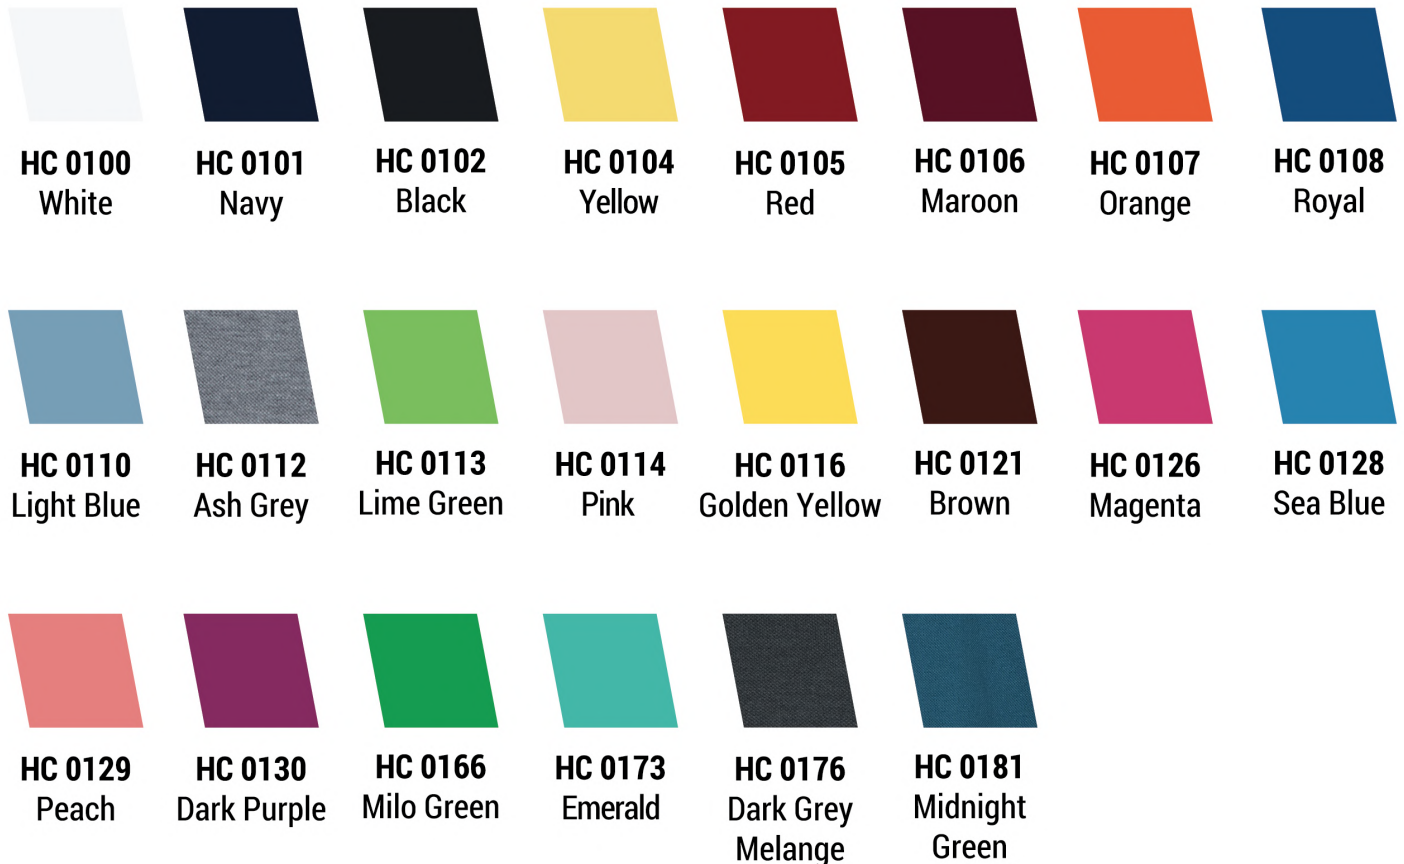 HC 0100
White
HC 0101
Navy
HC 0102
Black
HC 0104
Yellow
HC 0105
Red
HC 0106
Maroon
HC 0107
Orange
HC 0108
Royal
HC 0110
Light Blue
HC 0112
Ash Grey
HC 0113
Lime Green
HC 0114
Pink
HC 0116
Golden Yellow
HC 0121
Brown
HC 0126
Magenta
HC 0128
Sea Blue
HC 0129
Peach
HC 0130
Dark Purple
HC 0166
Milo Green
HC 0173
Emerald
HC 0176
Dark Grey
Melange
HC 0181
Midnight
Green